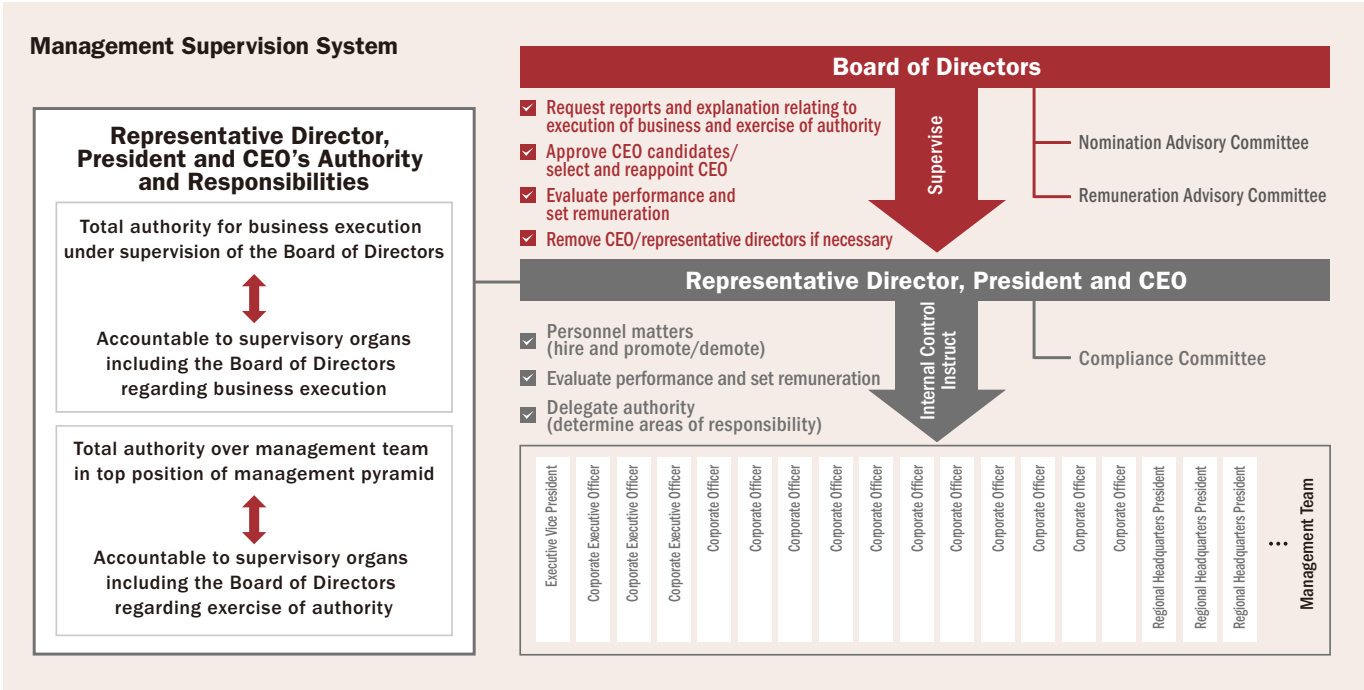 Management Supervision System
Representative Director,
President and CEO's Authority
and Responsibilities
Total authority for business execution
under supervision of the Board of Directors
Accountable to supervisory organs
including the Board of Directors
regarding business execution
Total authority over management team
in top position of management pyramid
Accountable to supervisory organs
including the Board of Directors
regarding exercise of authority
Board of Directors
Request reports and explanation relating to
execution of business and exercise of authority
Approve CEO candidates/
select and reappoint CEO
Evaluate performance and
set remuneration
Remove CEO/representative directors if necessary
Supervise
Nomination Advisory Committee
Remuneration Advisory Committee
Representative Director, President and CEO
Personnel matters
(hire and promote/demote)
Evaluate performance and set remuneration
Delegate authority
(determine areas of responsibility)
Internal Control
Instruct
Compliance Committee
Executive Vice President
Corporate Executive Officer
Corporate Executive Officer
Corporate Executive Officer
Corporate Officer
Corporate Officer
Corporate Officer
Corporate Officer
Corporate Officer
Corporate Officer
Corporate Officer
Corporate Officer
Corporate Officer
Corporate Officer
Corporate Officer
Regional Headquarters President
Regional Headquarters President
Regional Headquarters President
...
Management Team